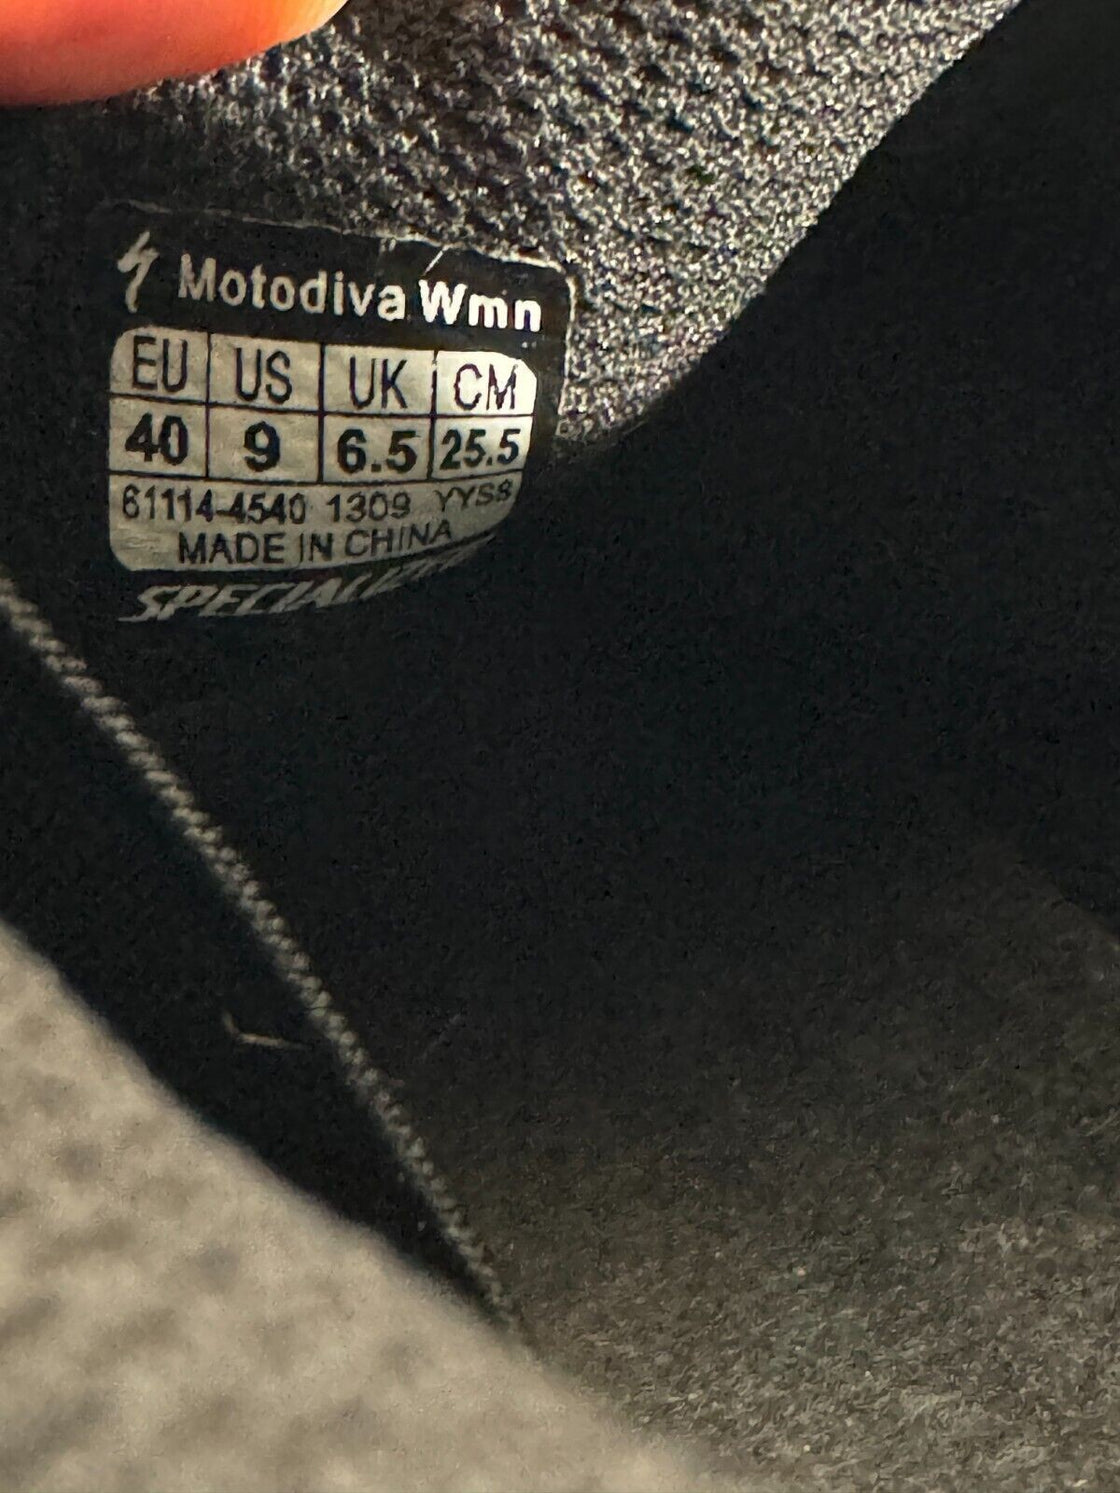 Motodiva Wmn
EU US UK CM
40 9 6.5 25.5
61114-4540 1309 YYS8
MADE IN CHINA
SPECIALIZED